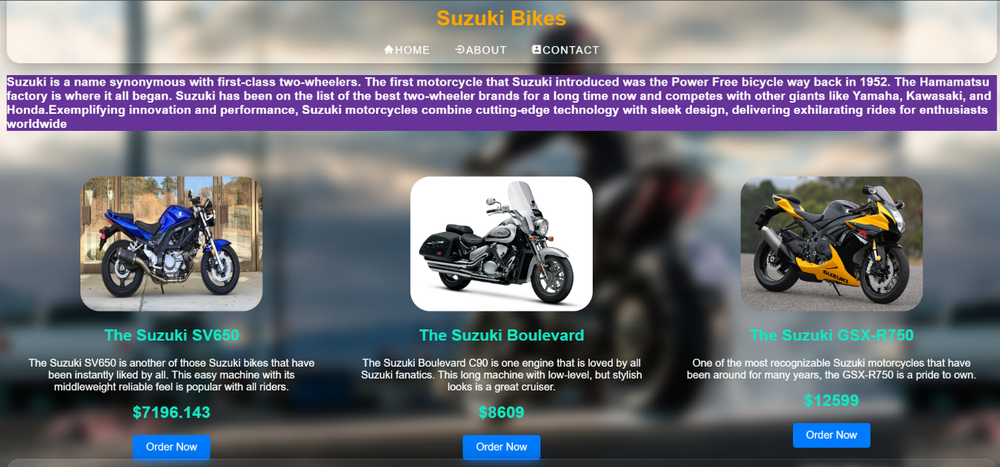 Suzuki Bikes
HOME ABOUT CONTACT
Suzuki is a name synonymous with first-class two-wheelers. The first motorcycle that Suzuki introduced was the Power Free bicycle way back in 1952. The Hamamatsu
factory is where it all began. Suzuki has been on the list of the best two-wheeler brands for a long time now and competes with other giants like Yamaha, Kawasaki, and
Honda.Exemplifying innovation and performance, Suzuki motorcycles combine cutting-edge technology with sleek design, delivering exhilarating rides for enthusiasts
worldwide
SUZUKI
The Suzuki SV650
The Suzuki SV650 is another of those Suzuki bikes that have
been instantly liked by all. This easy machine with its
middleweight reliable feel is popular with all riders.
$7196.143
Order Now
The Suzuki Boulevard
The Suzuki Boulevard C90 is one engine that is loved by all
Suzuki fanatics. This long machine with low-level, but stylish
looks is a great cruiser.
$8609
Order Now
The Suzuki GSX-R750
One of the most recognizable Suzuki motorcycles that have
been around for many years, the GSX-R750 is a pride to own.
$12599
Order Now